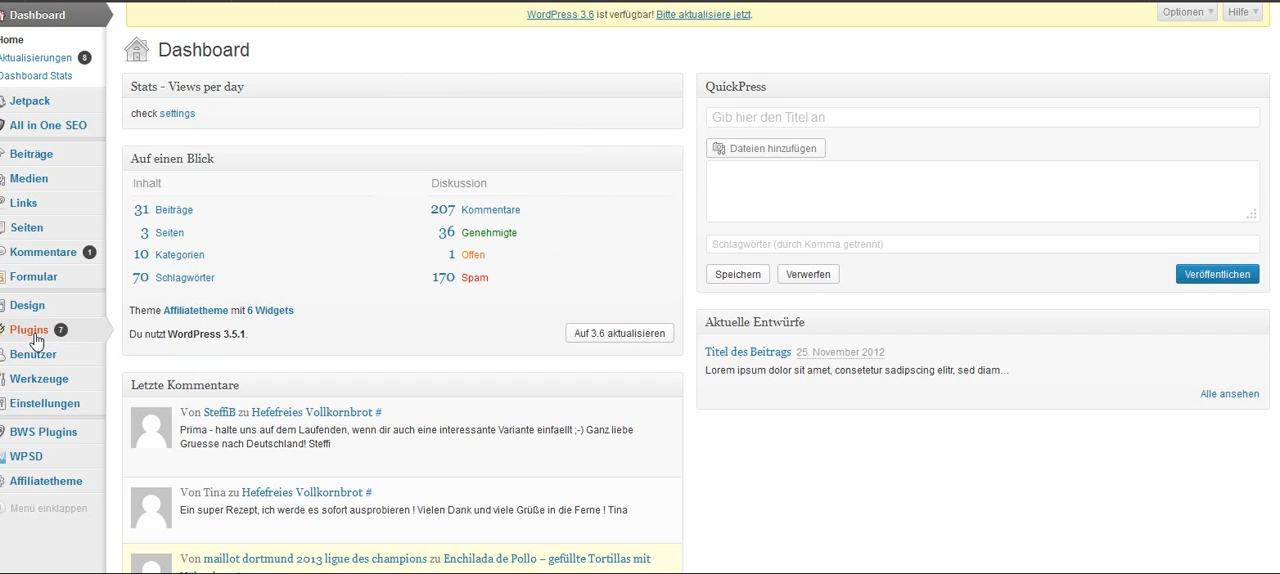 Dashboard
WordPress 3.6 ist verfügbar! Bitte aktualisiere jetzt.
Optionen
Hilfe
Home
Aktualisierungen 8
Dashboard Stats
Jetpack
All in One SEO
Beiträge
Medien
Links
Seiten
Kommentare 1
Formular
Design
Plugins 7
Benutzer
Werkzeuge
Einstellungen
BWS Plugins
WPSD
Affiliatetheme
Menü einklappen
Dashboard
Stats - Views per day
check settings
Auf einen Blick
Inhalt
31 Beiträge
3 Seiten
10 Kategorien
70 Schlagwörter
Diskussion
207 Kommentare
36 Genehmigte
1 Offen
170 Spam
Theme Affiliatetheme mit 6 Widgets
Du nutzt WordPress 3.5.1.
Auf 3.6 aktualisieren
Letzte Kommentare
Von SteffiB zu Hefefreies Vollkornbrot #
Prima - halte uns auf dem Laufenden, wenn dir auch eine interessante Variante einfaellt ;-) Ganz liebe
Gruesse nach Deutschland! Steffi
Von Tina zu Hefefreies Vollkornbrot #
Ein super Rezept, ich werde es sofort ausprobieren ! Vielen Dank und viele Grüße in die Ferne ! Tina
Von maillot dortmund 2013 ligue des champions zu Enchilada de Pollo – gefüllte Tortillas mit
QuickPress
Gib hier den Titel an
Dateien hinzufügen
Schlagwörter (durch Komma getrennt)
Speichern
Verwerfen
Veröffentlichen
Aktuelle Entwürfe
Titel des Beitrags 25. November 2012
Lorem ipsum dolor sit amet, consetetur sadipscing elitr, sed diam…
Alle ansehen